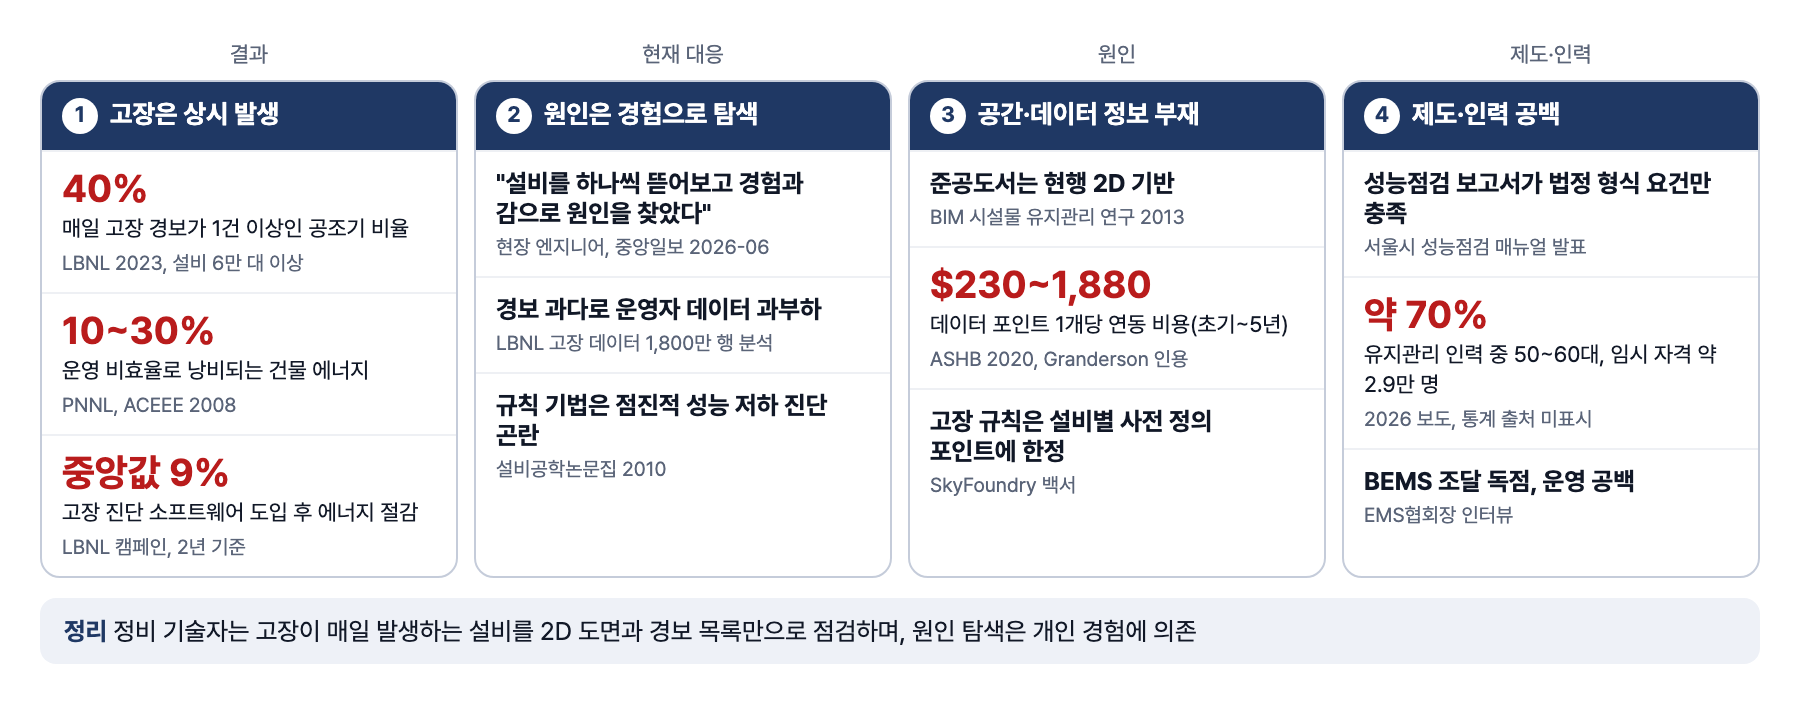 결과
1 고장은 상시 발생
40%
매일 고장 경보가 1건 이상인 공조기 비율
LBNL 2023, 설비 6만 대 이상
10~30%
운영 비효율로 낭비되는 건물 에너지
PNNL, ACEEE 2008
중앙값 9%
고장 진단 소프트웨어 도입 후 에너지 절감
LBNL 캠페인, 2년 기준
현재 대응
2 원인은 경험으로 탐색
"설비를 하나씩 뜯어보고 경험과
감으로 원인을 찾았다"
현장 엔지니어, 중앙일보 2026-06
경보 과다로 운영자 데이터 과부하
LBNL 고장 데이터 1,800만 행 분석
규칙 기법은 점진적 성능 저하 진단
곤란
설비공학논문집 2010
원인
3 공간·데이터 정보 부재
준공도서는 현행 2D 기반
BIM 시설물 유지관리 연구 2013
$230~1,880
데이터 포인트 1개당 연동 비용(초기~5년)
ASHB 2020, Granderson 인용
고장 규칙은 설비별 사전 정의
포인트에 한정
SkyFoundry 백서
제도·인력
4 제도·인력 공백
성능점검 보고서가 법정 형식 요건만
충족
서울시 성능점검 매뉴얼 발표
약 70%
유지관리 인력 중 50~60대, 임시 자격 약
2.9만 명
2026 보도, 통계 출처 미표시
BEMS 조달 독점, 운영 공백
EMS협회장 인터뷰
정리 정비 기술자는 고장이 매일 발생하는 설비를 2D 도면과 경보 목록만으로 점검하며, 원인 탐색은 개인 경험에 의존